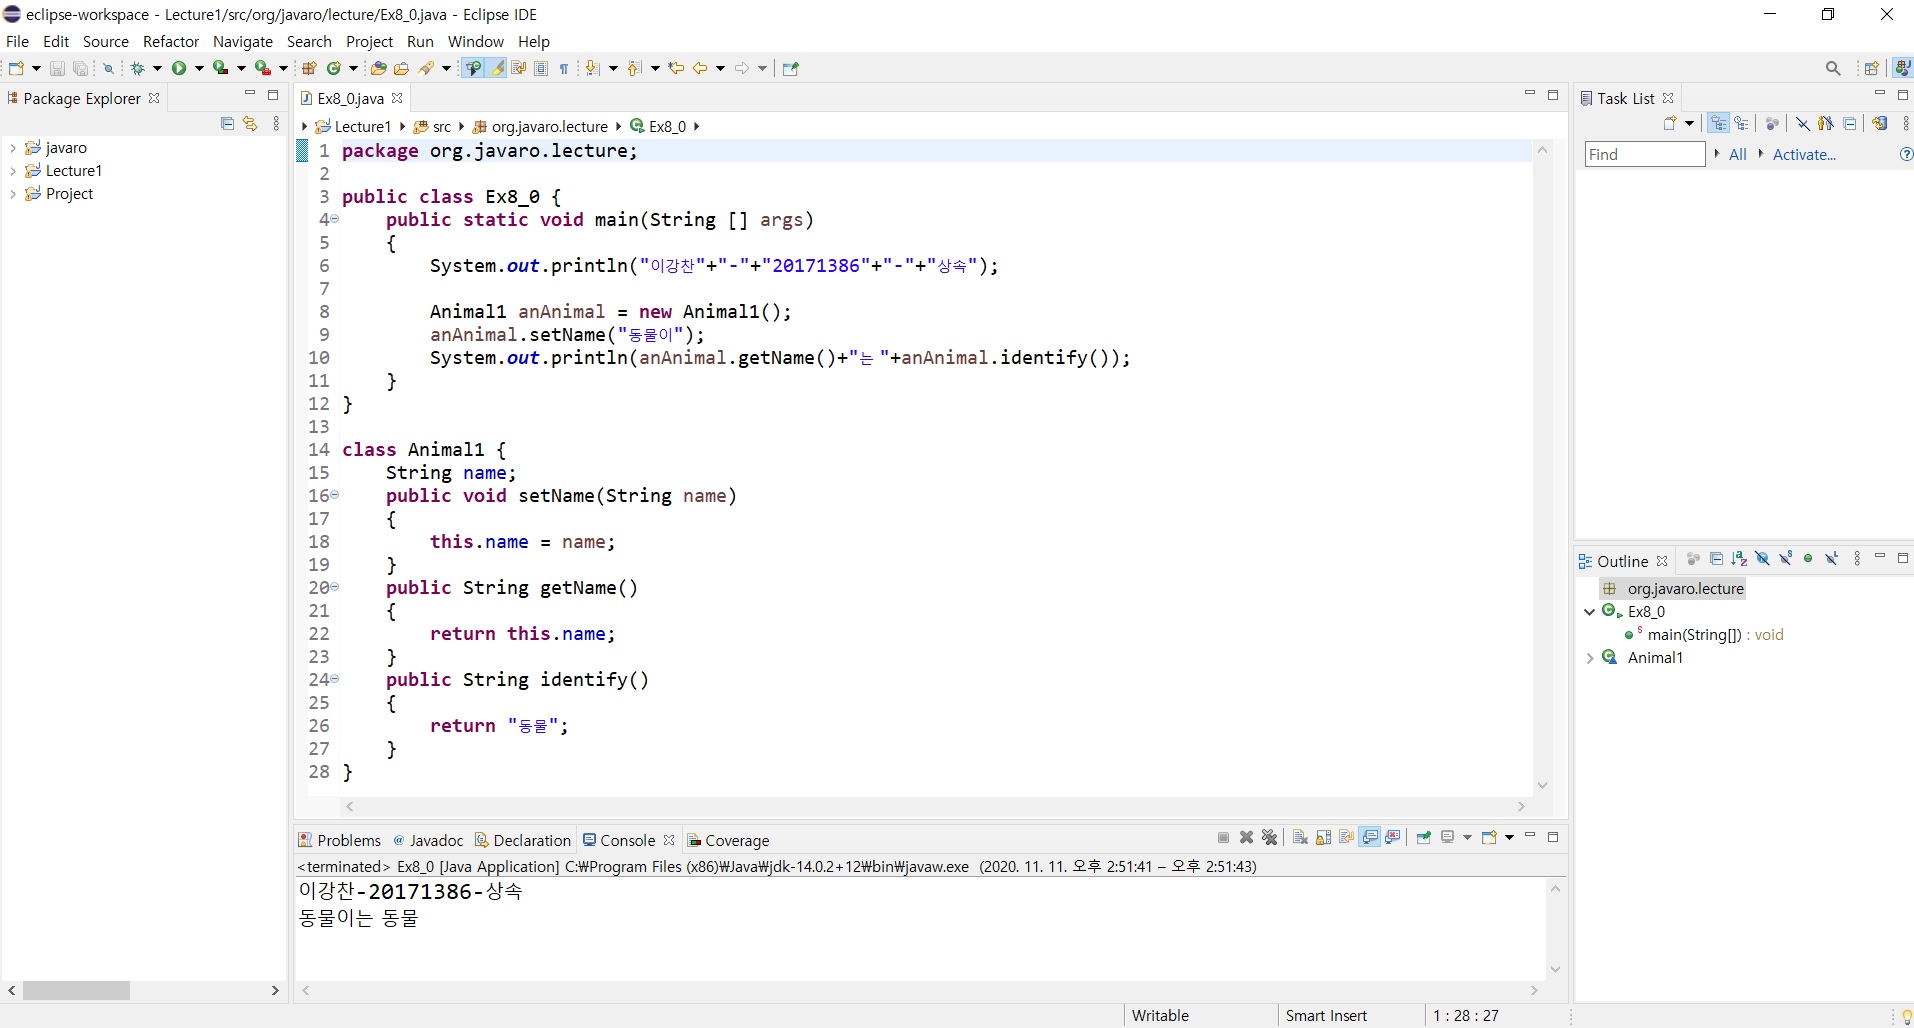 eclipse-workspace - Lecture1/src/org/javaro/lecture/Ex8_0.java - Eclipse IDE
File Edit Source Refactor Navigate Search Project Run Window Help
Package Explorer
javaro
Lecture1
Project
Ex8_0.java
Lecture1 src org.javaro.lecture Ex8_0
1 package org.javaro.lecture;
2
3 public class Ex8_0 {
4 public static void main(String [] args)
5 {
6 System.out.println("이강찬"+"-"+"20171386"+"-"+"상속");
7
8 Animal1 anAnimal = new Animal1();
9 anAnimal.setName("동물이");
10 System.out.println(anAnimal.getName()+"는 "+anAnimal.identify());
11 }
12 }
13
14 class Animal1 {
15 String name;
16 public void setName(String name)
17 {
18 this.name = name;
19 }
20 public String getName()
21 {
22 return this.name;
23 }
24 public String identify()
25 {
26 return "동물";
27 }
28 }
Problems Javadoc Declaration Console Coverage
<terminated> Ex8_0 [Java Application] C:₩Program Files (x86)₩Java₩jdk-14.0.2+12₩bin₩javaw.exe (2020. 11. 11. 오후 2:51:41 – 오후 2:51:43)
이강찬-20171386-상속
동물이는 동물
Task List
Find All Activate...
Outline
org.javaro.lecture
Ex8_0
main(String[]) : void
Animal1
Writable Smart Insert 1 : 28 : 27